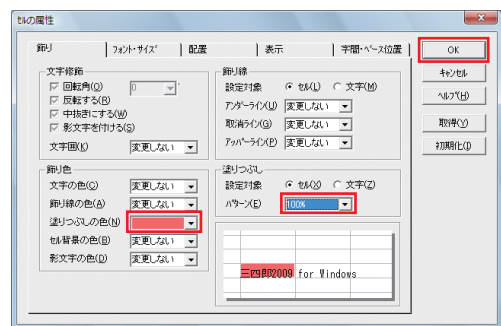 セルの属性
飾り
フォント・サイズ
配置
表示
字間・ベース位置
OK
キャンセル
ヘルプ(H)
取得(Y)
初期化(I)
文字修飾
回転角(O) 0 °
反転する(R)
中抜きにする(W)
影文字を付ける(S)
文字囲(K) 変更しない
飾り線
設定対象 セル(L) 文字(M)
アンダーライン(U) 変更しない
取消ライン(G) 変更しない
アッパーライン(P) 変更しない
飾り色
文字の色(C) 変更しない
飾り線の色(A) 変更しない
塗りつぶしの色(N)
セル背景の色(B) 変更しない
影文字の色(D) 変更しない
塗りつぶし
設定対象 セル(X) 文字(Z)
パターン(E) 100%
三四郎2009 for Windows